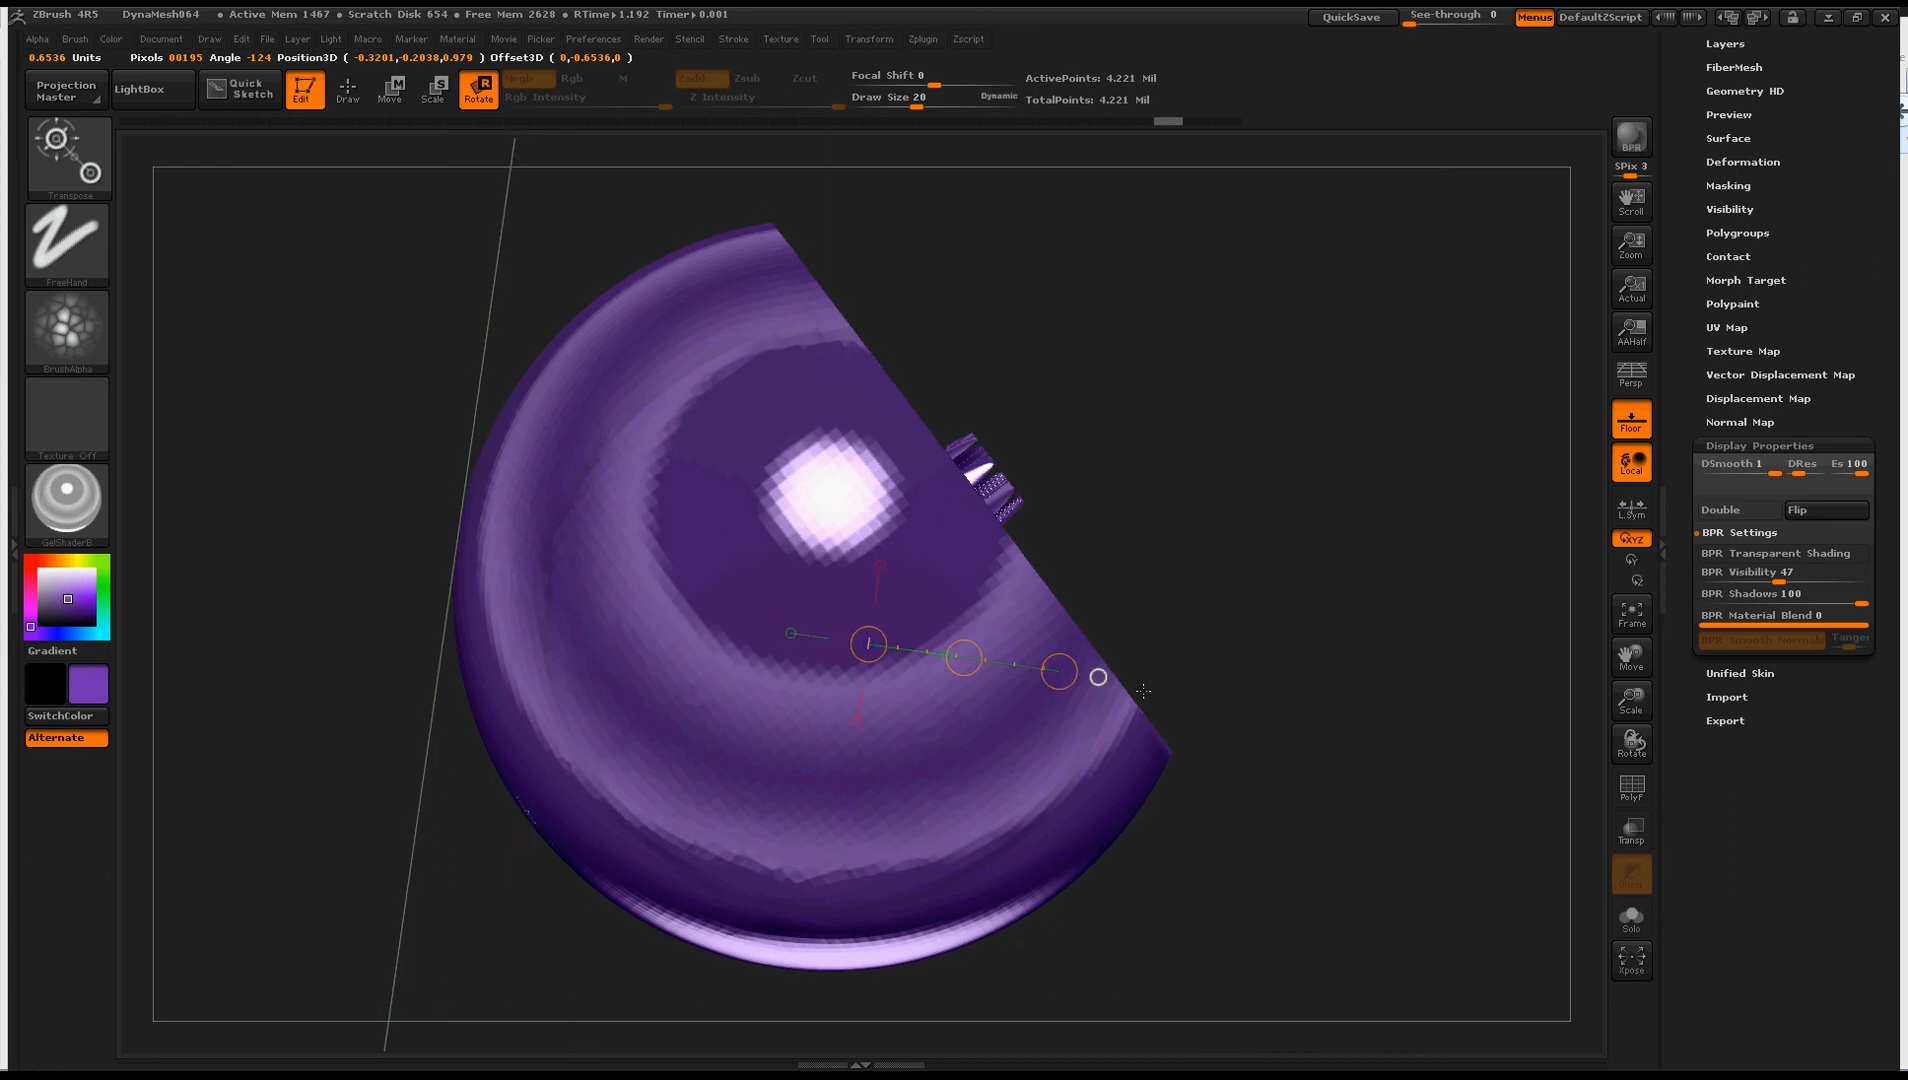 ZBrush 4R5 DynaMesh064 • Active Mem 1467 • Scratch Disk 654 • Free Mem 2628 • RTime▸1.192 Timer▸0.001 QuickSave See-through 0 Menus DefaultZScript
Alpha Brush Color Document Draw Edit File Layer Light Macro Marker Material Movie Picker Preferences Render Stencil Stroke Texture Tool Transform Zplugin Zscript
0.6536 Units Pixols 00195 Angle -124 Position3D ( -0.3201,-0.2038,0.979 ) Offset3D ( 0,-0.6536,0 )
Projection Master
LightBox
Quick Sketch
Edit
Draw
Move
Scale
Rotate
Mrgb Rgb M
Rgb Intensity
Zadd Zsub Zcut
Z Intensity
Focal Shift 0
Draw Size 20 Dynamic
ActivePoints: 4.221 Mil
TotalPoints: 4.221 Mil
Transpose
FreeHand
BrushAlpha
Texture Off
GelShaderB
Gradient
SwitchColor
Alternate
BPR
SPix 3
Scroll
Zoom
Actual
AAHalf
Persp
Floor
Local
L.Sym
XYZ
Y
Z
Frame
Move
Scale
Rotate
PolyF
Transp
Ghost
Solo
Xpose
Layers
FiberMesh
Geometry HD
Preview
Surface
Deformation
Masking
Visibility
Polygroups
Contact
Morph Target
Polypaint
UV Map
Texture Map
Vector Displacement Map
Displacement Map
Normal Map
Display Properties
DSmooth 1 DRes Es 100
Double Flip
BPR Settings
BPR Transparent Shading
BPR Visibility 47
BPR Shadows 100
BPR Material Blend 0
BPR Smooth Normals Tanger
Unified Skin
Import
Export